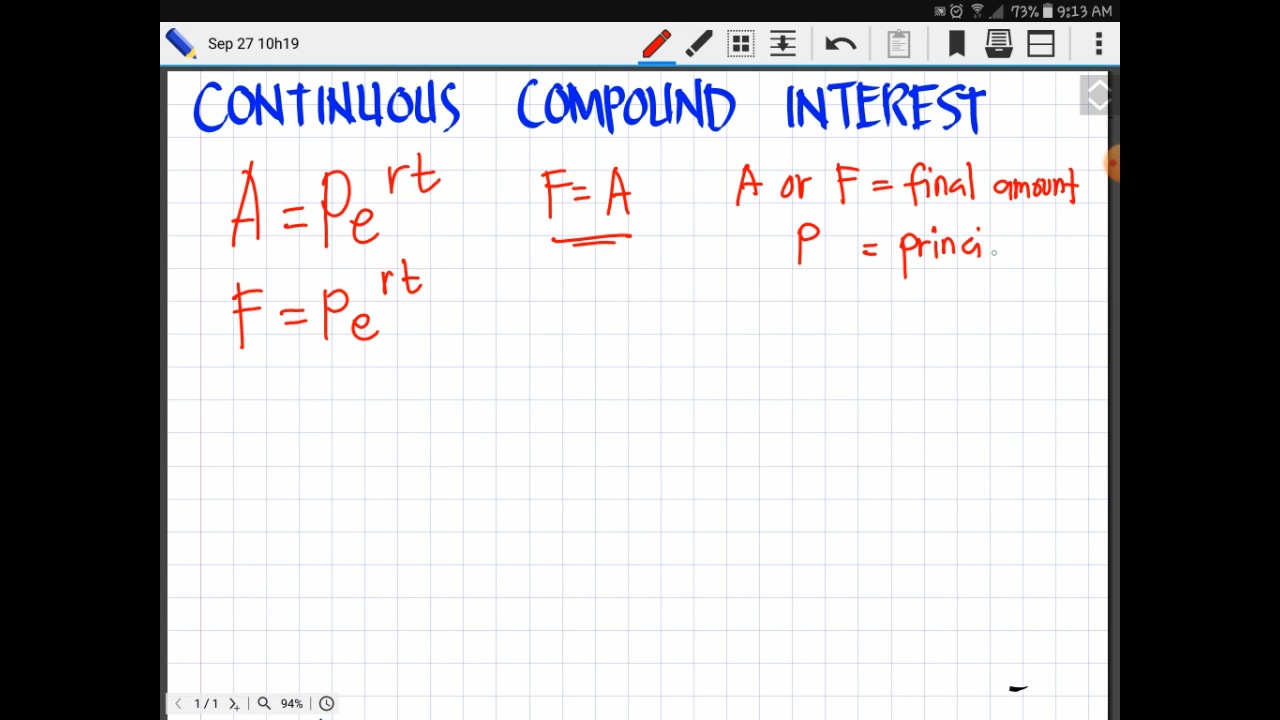 73% 9:13 AM
Sep 27 10h19
CONTINUOUS COMPOUND INTEREST
A = Pe^rt F = A A or F = final amount
P = princi
F = Pe^rt
1/1 94%